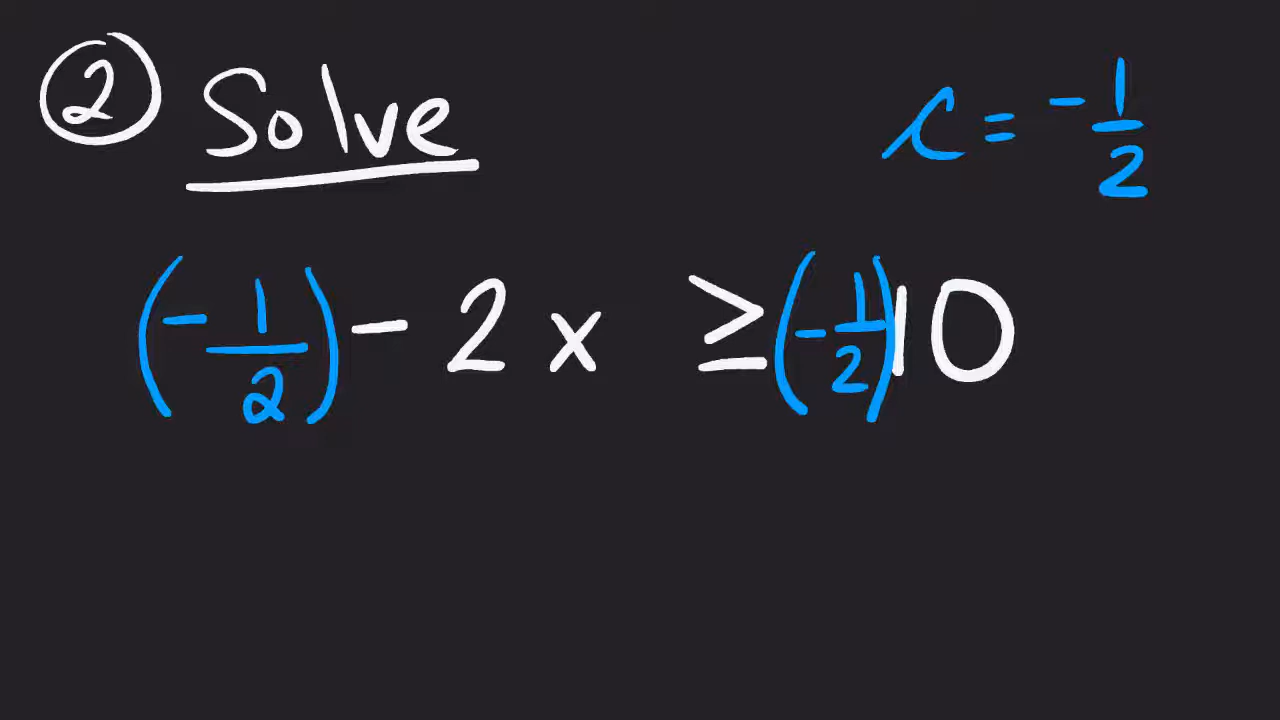 ② Solve
c = -1/2
(-1/2) - 2x ≥ (-1/2)10